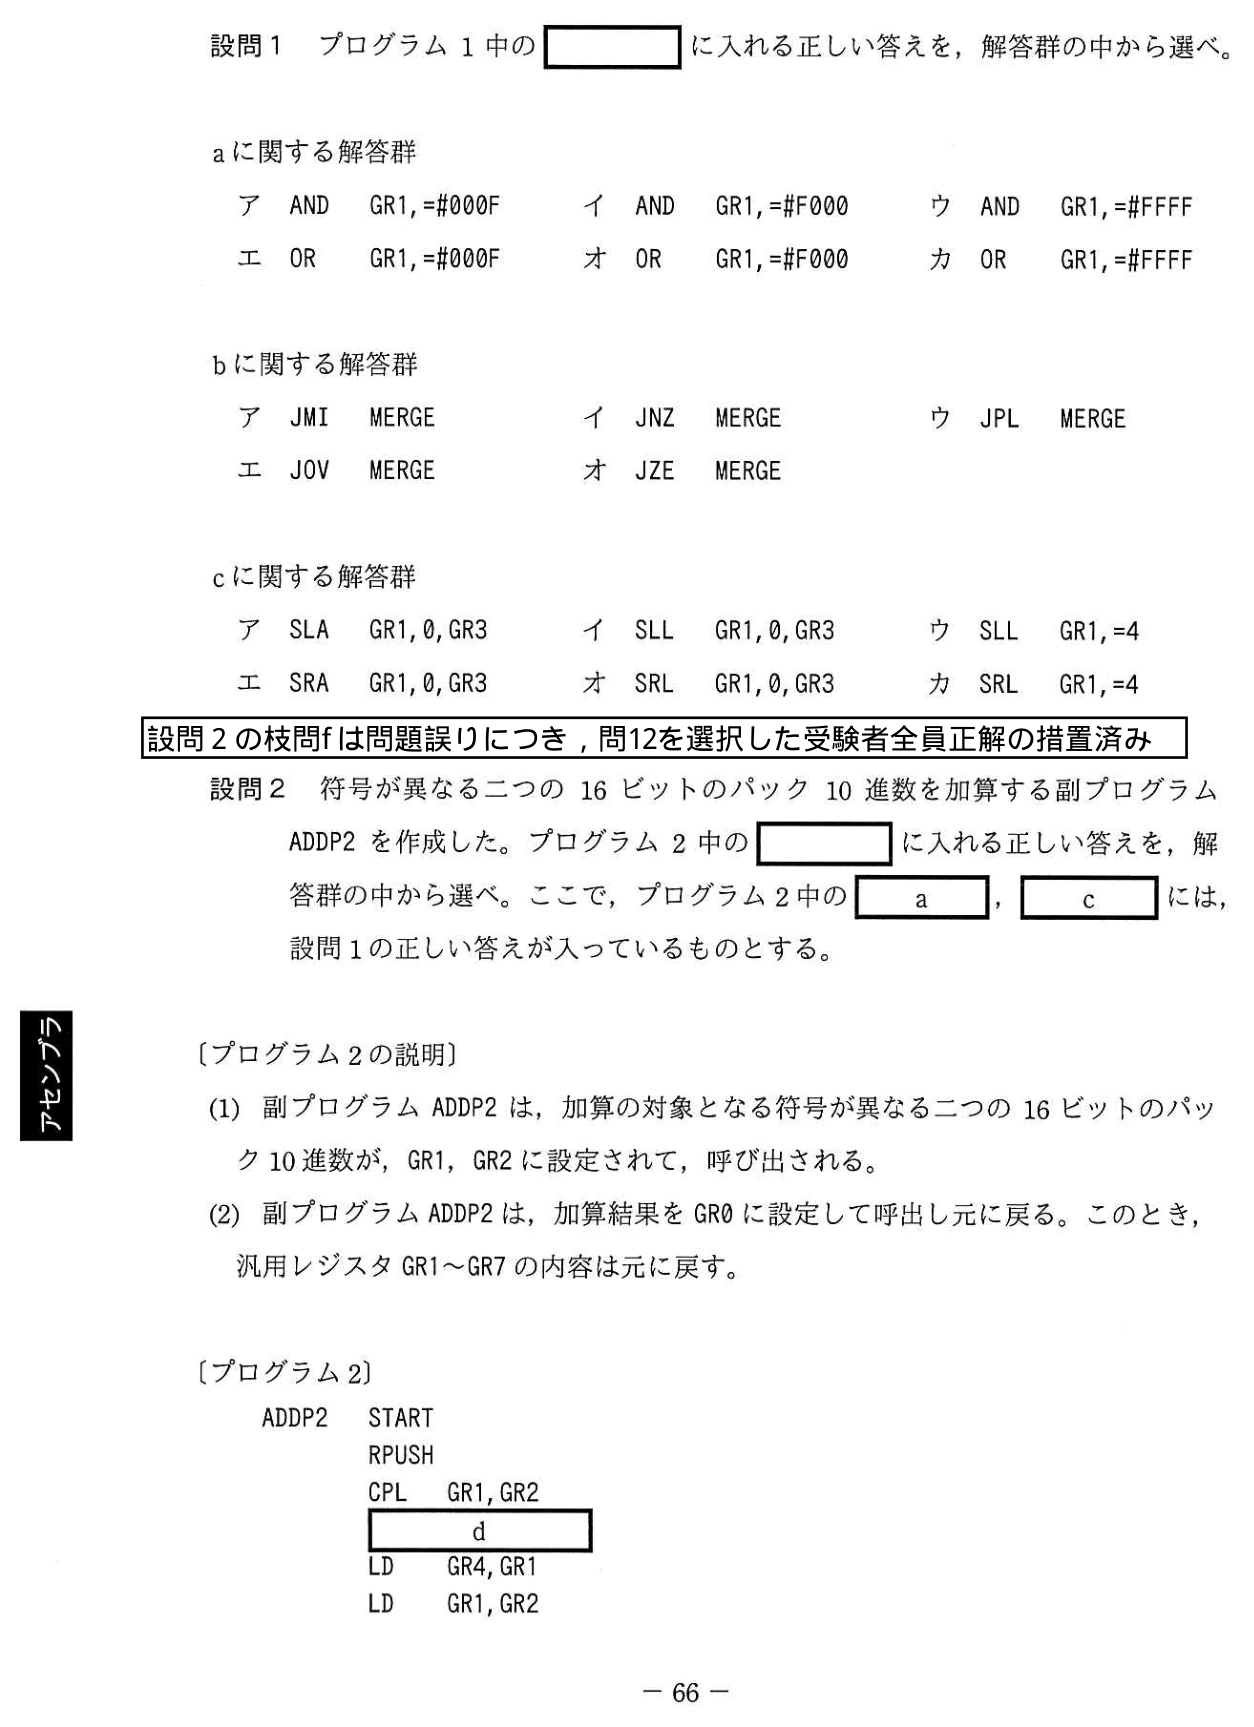 設問1　プログラム 1 中の　　　　に入れる正しい答えを，解答群の中から選べ。
aに関する解答群
ア　AND　GR1,=#000F　　イ　AND　GR1,=#F000　　ウ　AND　GR1,=#FFFF
エ　OR　GR1,=#000F　　オ　OR　GR1,=#F000　　カ　OR　GR1,=#FFFF
bに関する解答群
ア　JMI　MERGE　　イ　JNZ　MERGE　　ウ　JPL　MERGE
エ　JOV　MERGE　　オ　JZE　MERGE
cに関する解答群
ア　SLA　GR1,0,GR3　　イ　SLL　GR1,0,GR3　　ウ　SLL　GR1,=4
エ　SRA　GR1,0,GR3　　オ　SRL　GR1,0,GR3　　カ　SRL　GR1,=4
設問２の枝問fは問題誤りにつき，問12を選択した受験者全員正解の措置済み
設問2　符号が異なる二つの 16 ビットのパック 10 進数を加算する副プログラム
ADDP2 を作成した。プログラム 2 中の　　　　に入れる正しい答えを，解
答群の中から選べ。ここで，プログラム 2 中の　a　，　c　には，
設問1の正しい答えが入っているものとする。
アセンブラ
〔プログラム 2 の説明〕
(1)　副プログラム ADDP2 は，加算の対象となる符号が異なる二つの 16 ビットのパッ
ク 10 進数が，GR1，GR2 に設定されて，呼び出される。
(2)　副プログラム ADDP2 は，加算結果を GR0 に設定して呼出し元に戻る。このとき，
汎用レジスタ GR1～GR7 の内容は元に戻す。
〔プログラム 2〕
ADDP2　START
RPUSH
CPL　GR1,GR2
d
LD　GR4,GR1
LD　GR1,GR2
－ 66 －